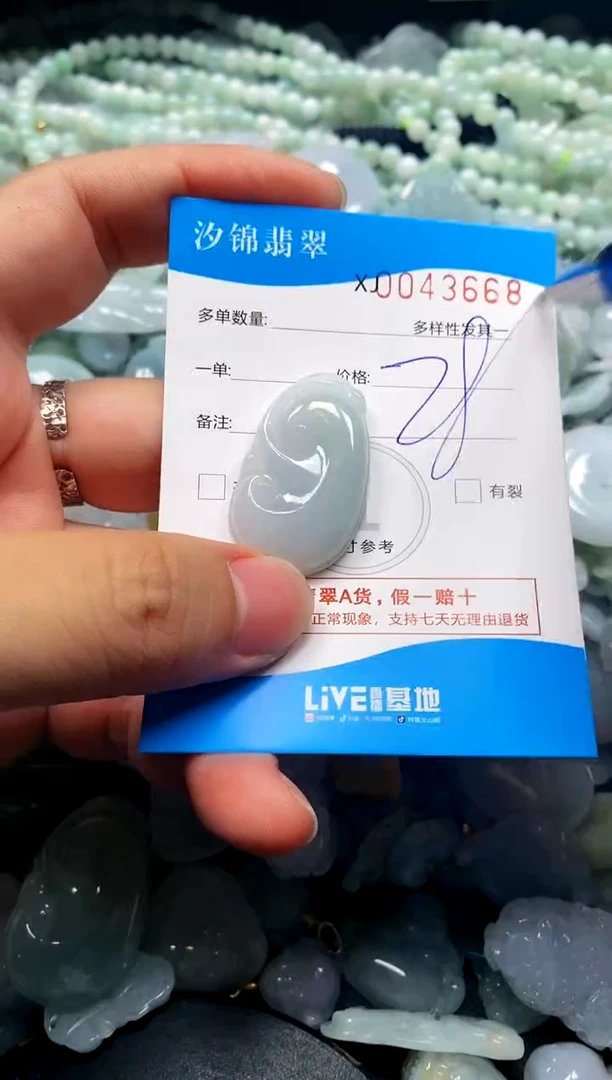 汐锦翡翠
XJ0043668
多单数量:
多样性发其一
一单:
价格:
28
备注:
有裂
寸参考
翠A货，假一赔十
正常现象，支持七天无理由退货
LiVE
基地